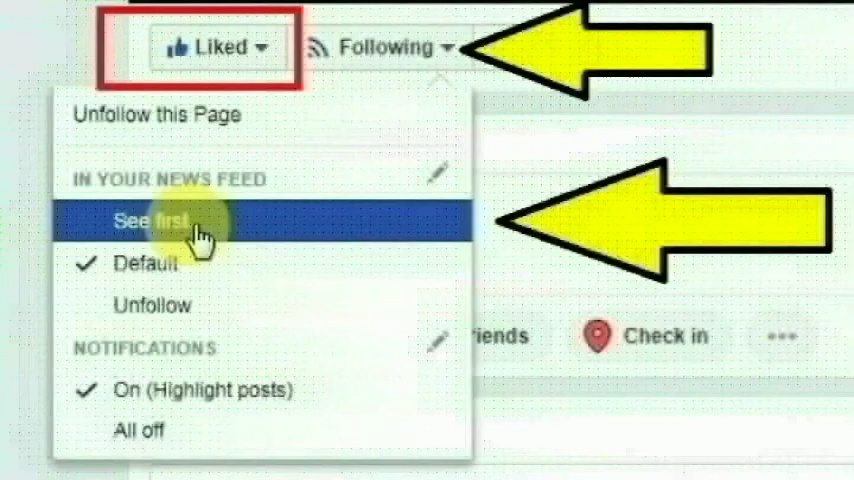 Liked Following
Unfollow this Page
IN YOUR NEWS FEED
See first
Default
Unfollow
riends Check in
NOTIFICATIONS
On (Highlight posts)
All off